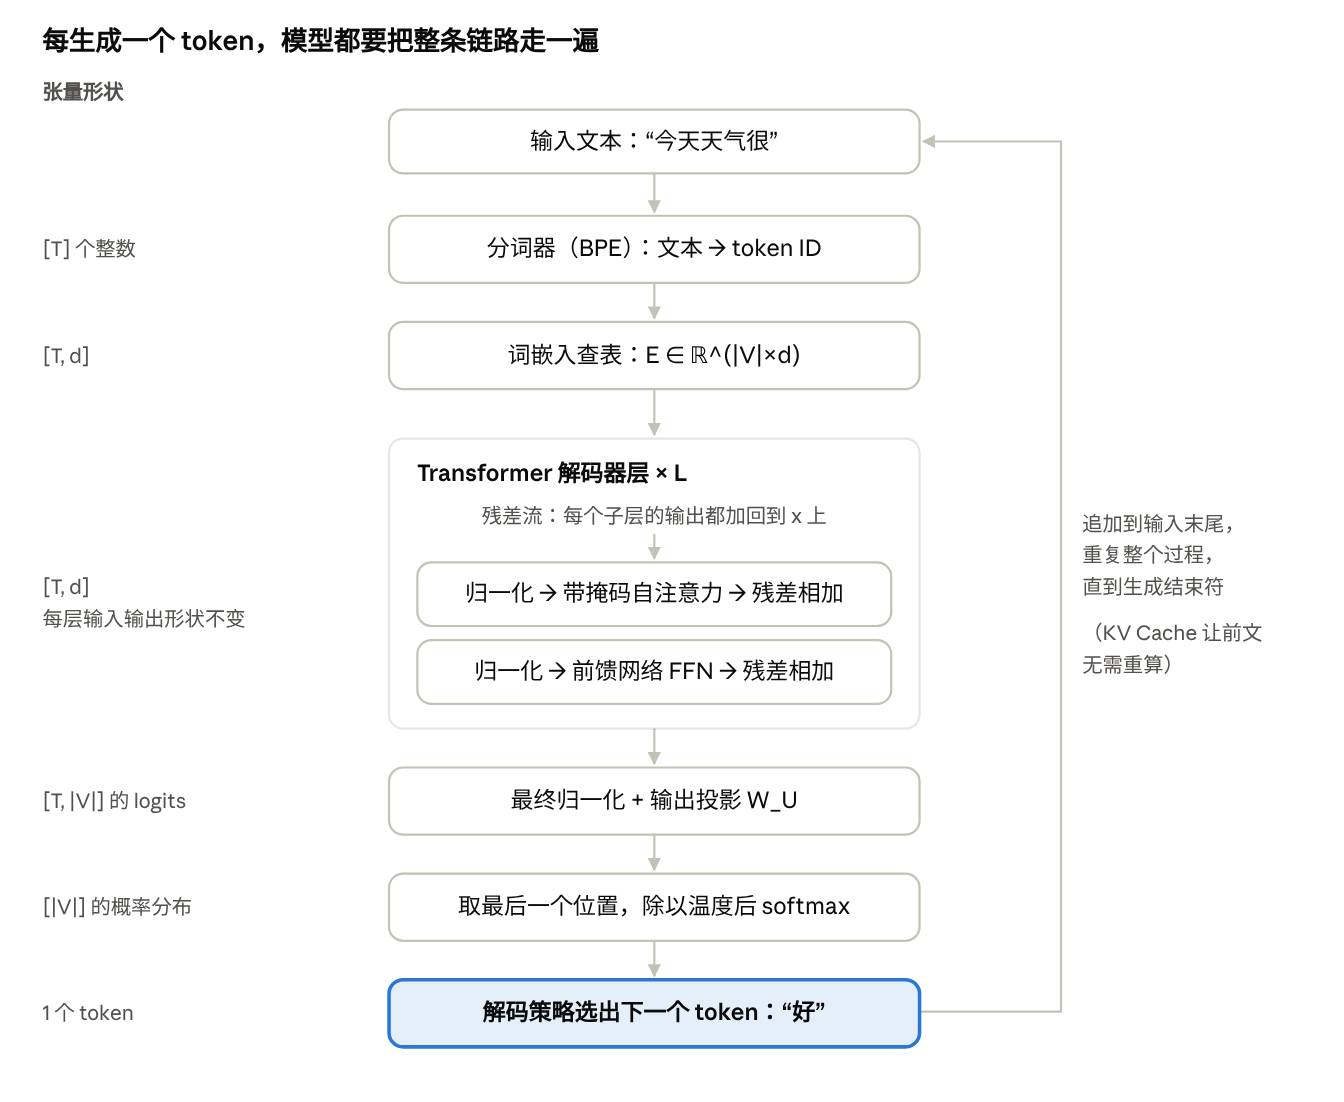 每生成一个 token，模型都要把整条链路走一遍
张量形状
输入文本：“今天天气很”
[T] 个整数
分词器（BPE）：文本 → token ID
[T, d]
词嵌入查表：E ∈ ℝ^(|V|×d)
Transformer 解码器层 × L
残差流：每个子层的输出都加回到 x 上
[T, d]
每层输入输出形状不变
归一化 → 带掩码自注意力 → 残差相加
归一化 → 前馈网络 FFN → 残差相加
追加到输入末尾，
重复整个过程，
直到生成结束符
（KV Cache 让前文
无需重算）
[T, |V|] 的 logits
最终归一化 + 输出投影 W_U
[|V|] 的概率分布
取最后一个位置，除以温度后 softmax
1 个 token
解码策略选出下一个 token：“好”